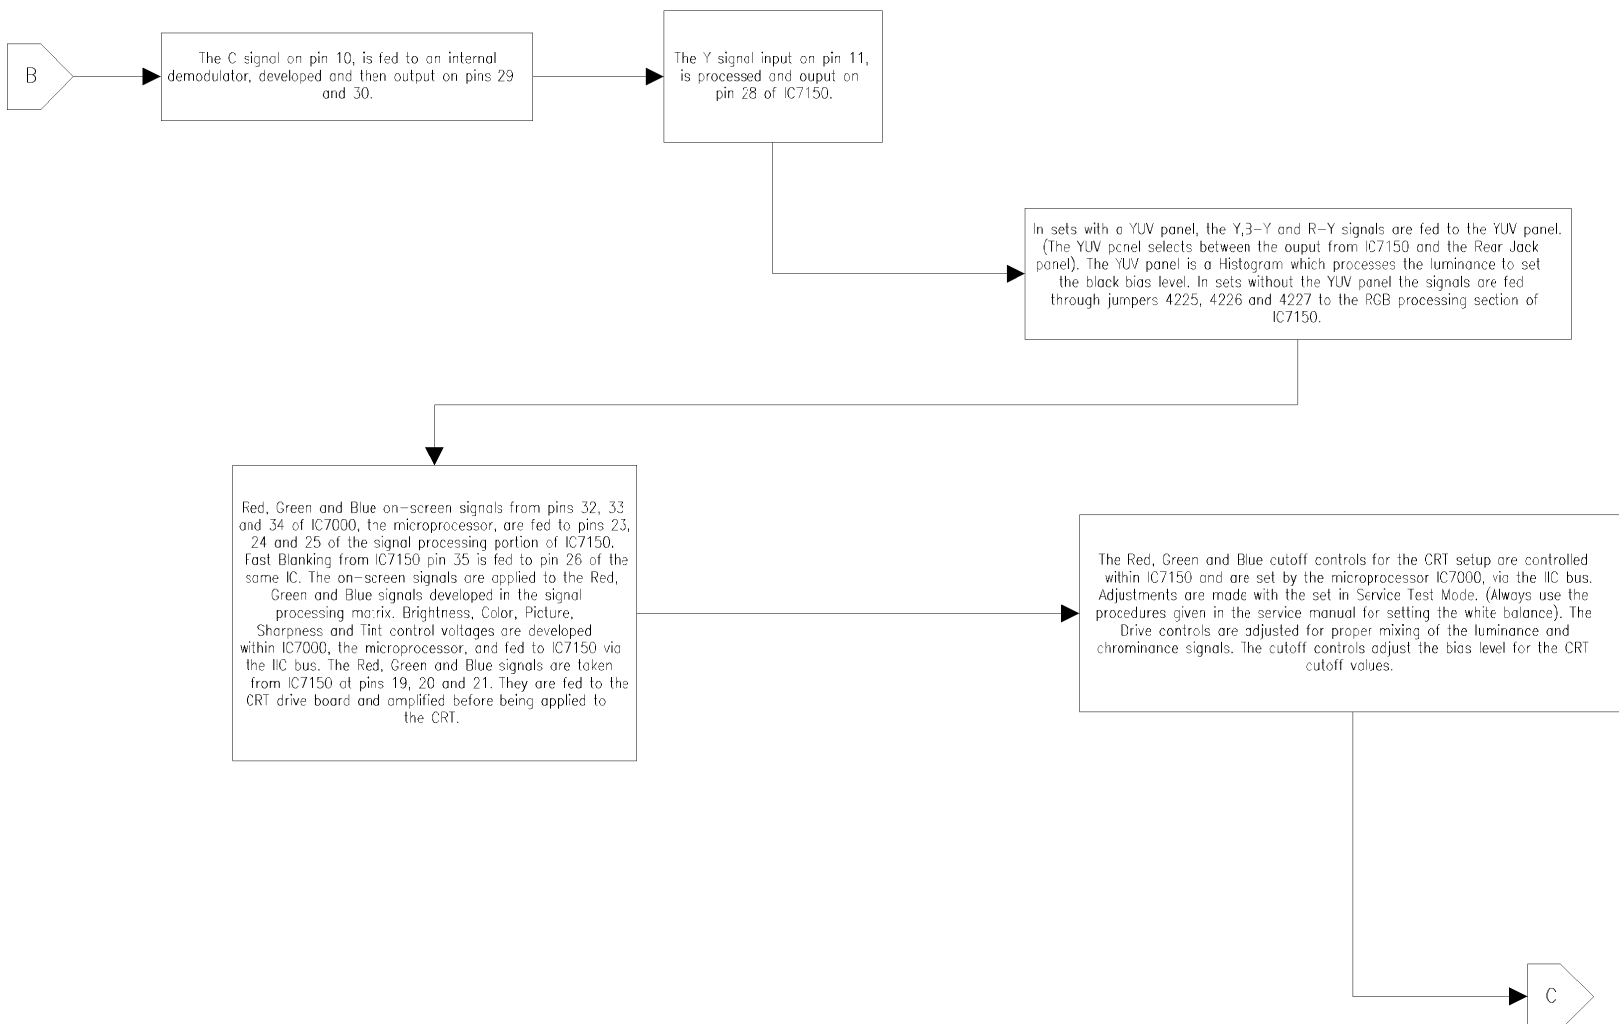 B
The C signal on pin 10, is fed to an internal
demodulator, developed and then output on pins 29
and 30.
The Y signal input on pin 11,
is processed and ouput on
pin 28 of IC7150.
In sets with a YUV panel, the Y,B-Y and R-Y signals are fed to the YUV panel.
(The YUV panel selects between the ouput from IC7150 and the Rear Jack
panel). The YUV panel is a Histogram which processes the luminance to set
the black bias level. In sets without the YUV panel the signals are fed
through jumpers 4225, 4226 and 4227 to the RGB processing section of
IC7150.
Red, Green and Blue on-screen signals from pins 32, 33
and 34 of IC7000, the microprocessor, are fed to pins 23,
24 and 25 of the signal processing portion of IC7150.
Fast Blanking from IC7150 pin 35 is fed to pin 26 of the
same IC. The on-screen signals are applied to the Red,
Green and Blue signals developed in the signal
processing matrix. Brightness, Color, Picture,
Sharpness and Tint control voltages are developed
within IC7000, the microprocessor, and fed to IC7150 via
the IIC bus. The Red, Green and Blue signals are taken
from IC7150 at pins 19, 20 and 21. They are fed to the
CRT drive board and amplified before being applied to
the CRT.
The Red, Green and Blue cutoff controls for the CRT setup are controlled
within IC7150 and are set by the microprocessor IC7000, via the IIC bus.
Adjustments are made with the set in Service Test Mode. (Always use the
procedures given in the service manual for setting the white balance). The
Drive controls are adjusted for proper mixing of the luminance and
chrominance signals. The cutoff controls adjust the bias level for the CRT
cutoff values.
C